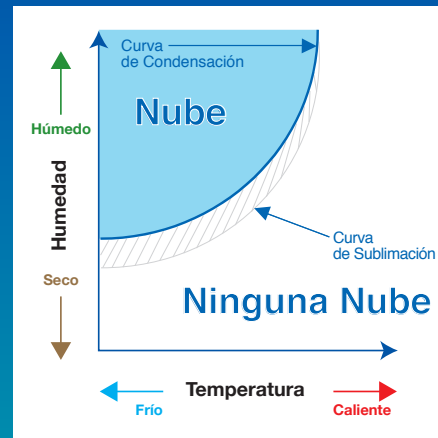 Curva
de Condensación
Nube
Húmedo
Humedad
Seco
Curva
de Sublimación
Ninguna Nube
Temperatura
Frío
Caliente